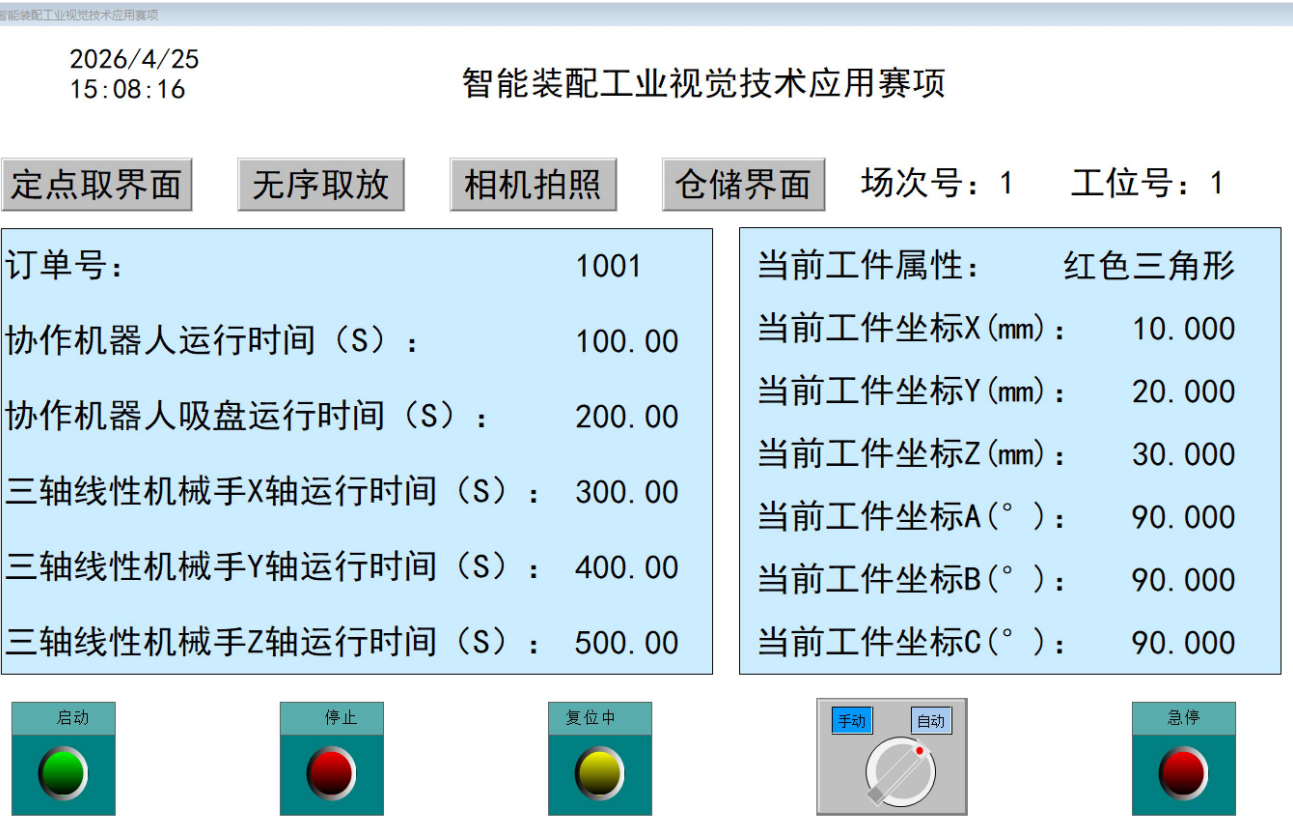 智能装配工业视觉技术应用赛项
2026/4/25
15:08:16
智能装配工业视觉技术应用赛项
定点取界面 无序取放 相机拍照 仓储界面 场次号：1 工位号：1
订单号： 1001
协作机器人运行时间（S）： 100.00
协作机器人吸盘运行时间（S）： 200.00
三轴线性机械手X轴运行时间（S）： 300.00
三轴线性机械手Y轴运行时间（S）： 400.00
三轴线性机械手Z轴运行时间（S）： 500.00
当前工件属性： 红色三角形
当前工件坐标X(mm)： 10.000
当前工件坐标Y(mm)： 20.000
当前工件坐标Z(mm)： 30.000
当前工件坐标A(° )： 90.000
当前工件坐标B(° )： 90.000
当前工件坐标C(° )： 90.000
启动 停止 复位中 手动 自动 急停